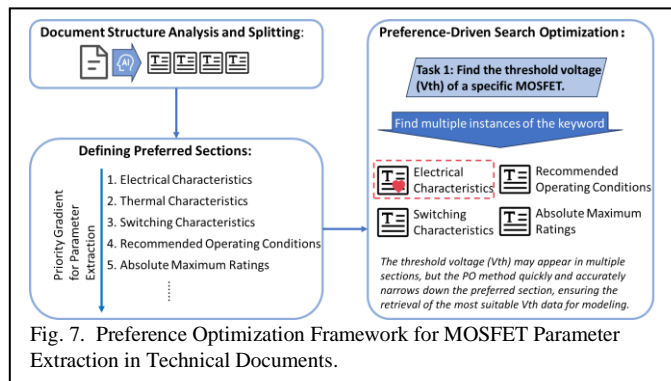 Document Structure Analysis and Splitting:
AI
T T T T
Defining Preferred Sections:
Priority Gradient
for Parameter
Extraction
1. Electrical Characteristics
2. Thermal Characteristics
3. Switching Characteristics
4. Recommended Operating Conditions
5. Absolute Maximum Ratings
......
Preference-Driven Search Optimization:
Task 1: Find the threshold voltage
(Vth) of a specific MOSFET.
Find multiple instances of the keyword
T Electrical
Characteristics
T Recommended
Operating Conditions
T Switching
Characteristics
T Absolute Maximum
Ratings
The threshold voltage (Vth) may appear in multiple
sections, but the PO method quickly and accurately
narrows down the preferred section, ensuring the
retrieval of the most suitable Vth data for modeling.
Fig. 7. Preference Optimization Framework for MOSFET Parameter
Extraction in Technical Documents.